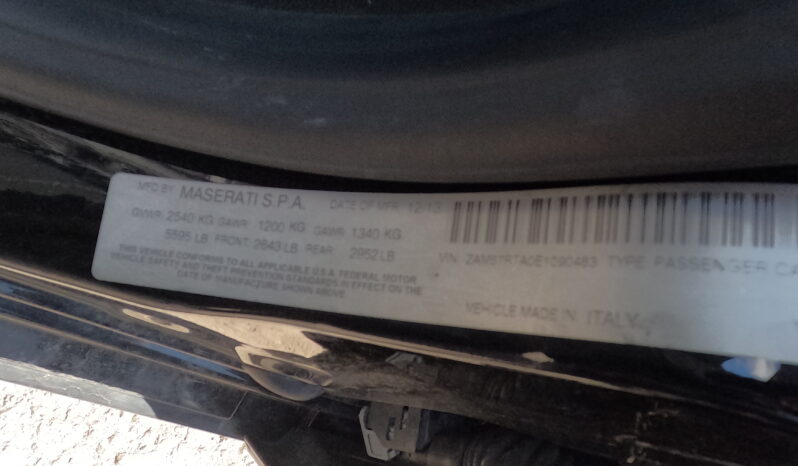 MFD BY MASERATI S.P.A. DATE OF MFR 12-13
GVWR: 2540 KG GAWR: 1200 KG GAWR: 1340 KG
5595 LB FRONT: 2643 LB REAR: 2952 LB
THIS VEHICLE CONFORMS TO ALL APPLICABLE U.S.A. FEDERAL MOTOR
VEHICLE SAFETY AND THEFT PREVENTION STANDARDS IN EFFECT ON THE
DATE OF MANUFACTURE SHOWN ABOVE
VIN: TYPE PASSENGER CA
VEHICLE MADE IN ITALY